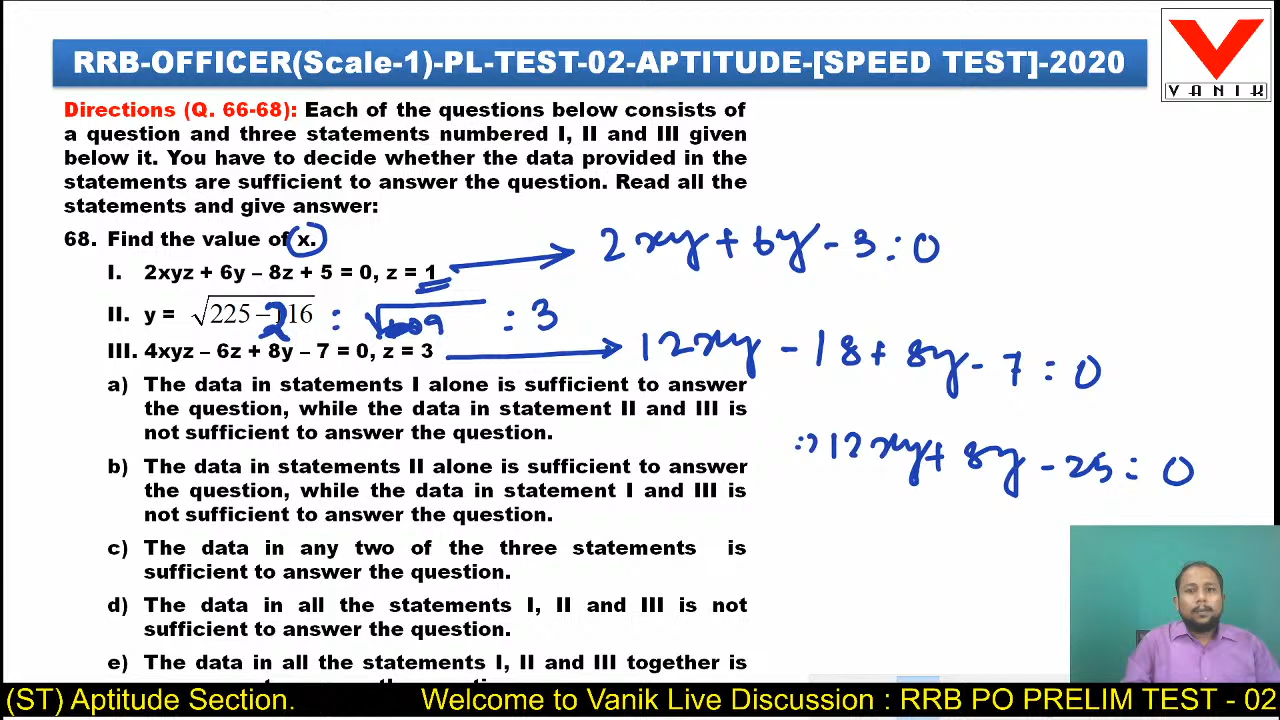 RRB-OFFICER(Scale-1)-PL-TEST-02-APTITUDE-[SPEED TEST]-2020
VANIK
Directions (Q. 66-68): Each of the questions below consists of
a question and three statements numbered I, II and III given
below it. You have to decide whether the data provided in the
statements are sufficient to answer the question. Read all the
statements and give answer:
68. Find the value of x.
2xy + 6y - 3 = 0
I. 2xyz + 6y – 8z + 5 = 0, z = 1
II. y = √225 – 216 = √9 = 3
III. 4xyz – 6z + 8y – 7 = 0, z = 3
12xy - 18 + 8y - 7 = 0
a) The data in statements I alone is sufficient to answer
the question, while the data in statement II and III is
not sufficient to answer the question.
⇒ 12xy + 8y - 25 = 0
b) The data in statements II alone is sufficient to answer
the question, while the data in statement I and III is
not sufficient to answer the question.
c) The data in any two of the three statements is
sufficient to answer the question.
d) The data in all the statements I, II and III is not
sufficient to answer the question.
e) The data in all the statements I, II and III together is
(ST) Aptitude Section. Welcome to Vanik Live Discussion : RRB PO PRELIM TEST - 02